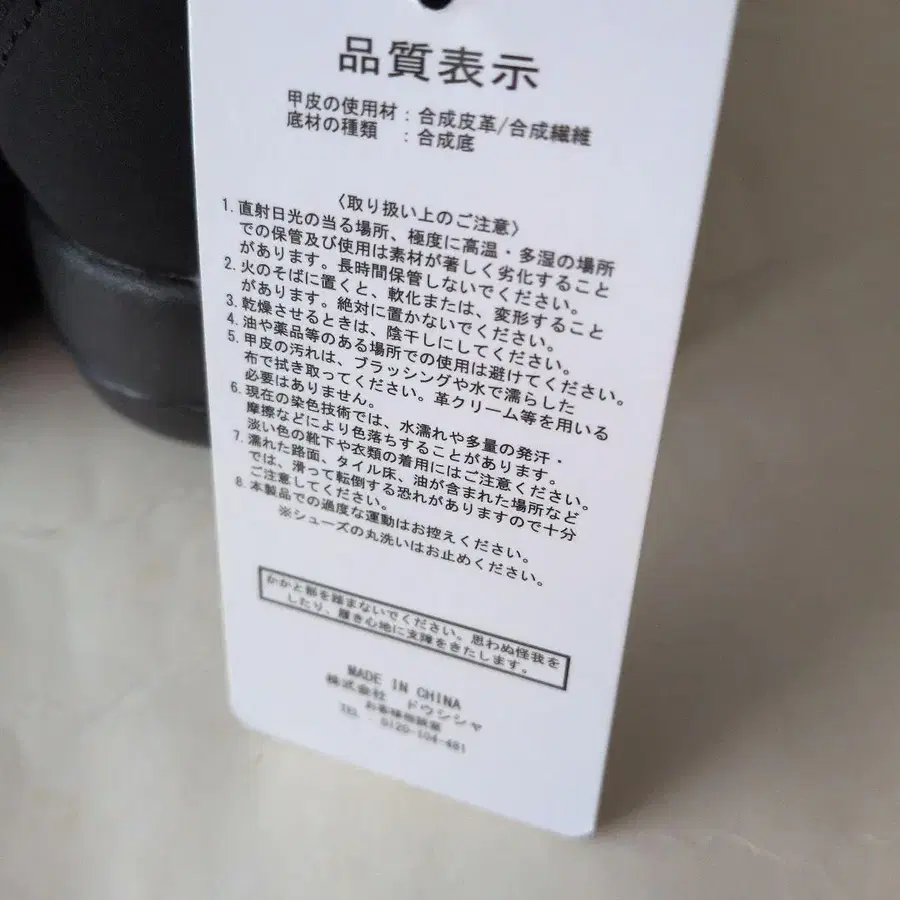 品質表示
甲皮の使用材：合成皮革/合成繊維
底材の種類　：合成底
〈取り扱い上のご注意〉
1. 直射日光の当る場所、極度に高温・多湿の場所
での保管及び使用は素材が著しく劣化すること
があります。長時間保管しないでください。
2. 火のそばに置くと、軟化または、変形すること
があります。絶対に置かないでください。
3. 乾燥させるときは、陰干しにしてください。
4. 油や薬品等のある場所での使用は避けてください。
5. 甲皮の汚れは、ブラッシングや水で濡らした
布で拭き取ってください。革クリーム等を用いる
必要はありません。
6. 現在の染色技術では、水濡れや多量の発汗・
摩擦などにより色落ちすることがあります。
淡い色の靴下や衣類の着用にはご注意ください。
7. 濡れた路面、タイル床、油が含まれた場所など
では、滑って転倒する恐れがありますので十分
ご注意してください。
8. 本製品での過度な運動はお控えください。
※シューズの丸洗いはお止めください。
かかと部を踏まないでください。思わぬ怪我を
したり、履き心地に支障をきたします。
MADE IN CHINA
株式会社　ドウシシャ
お客様相談室
TEL : 0120-104-481